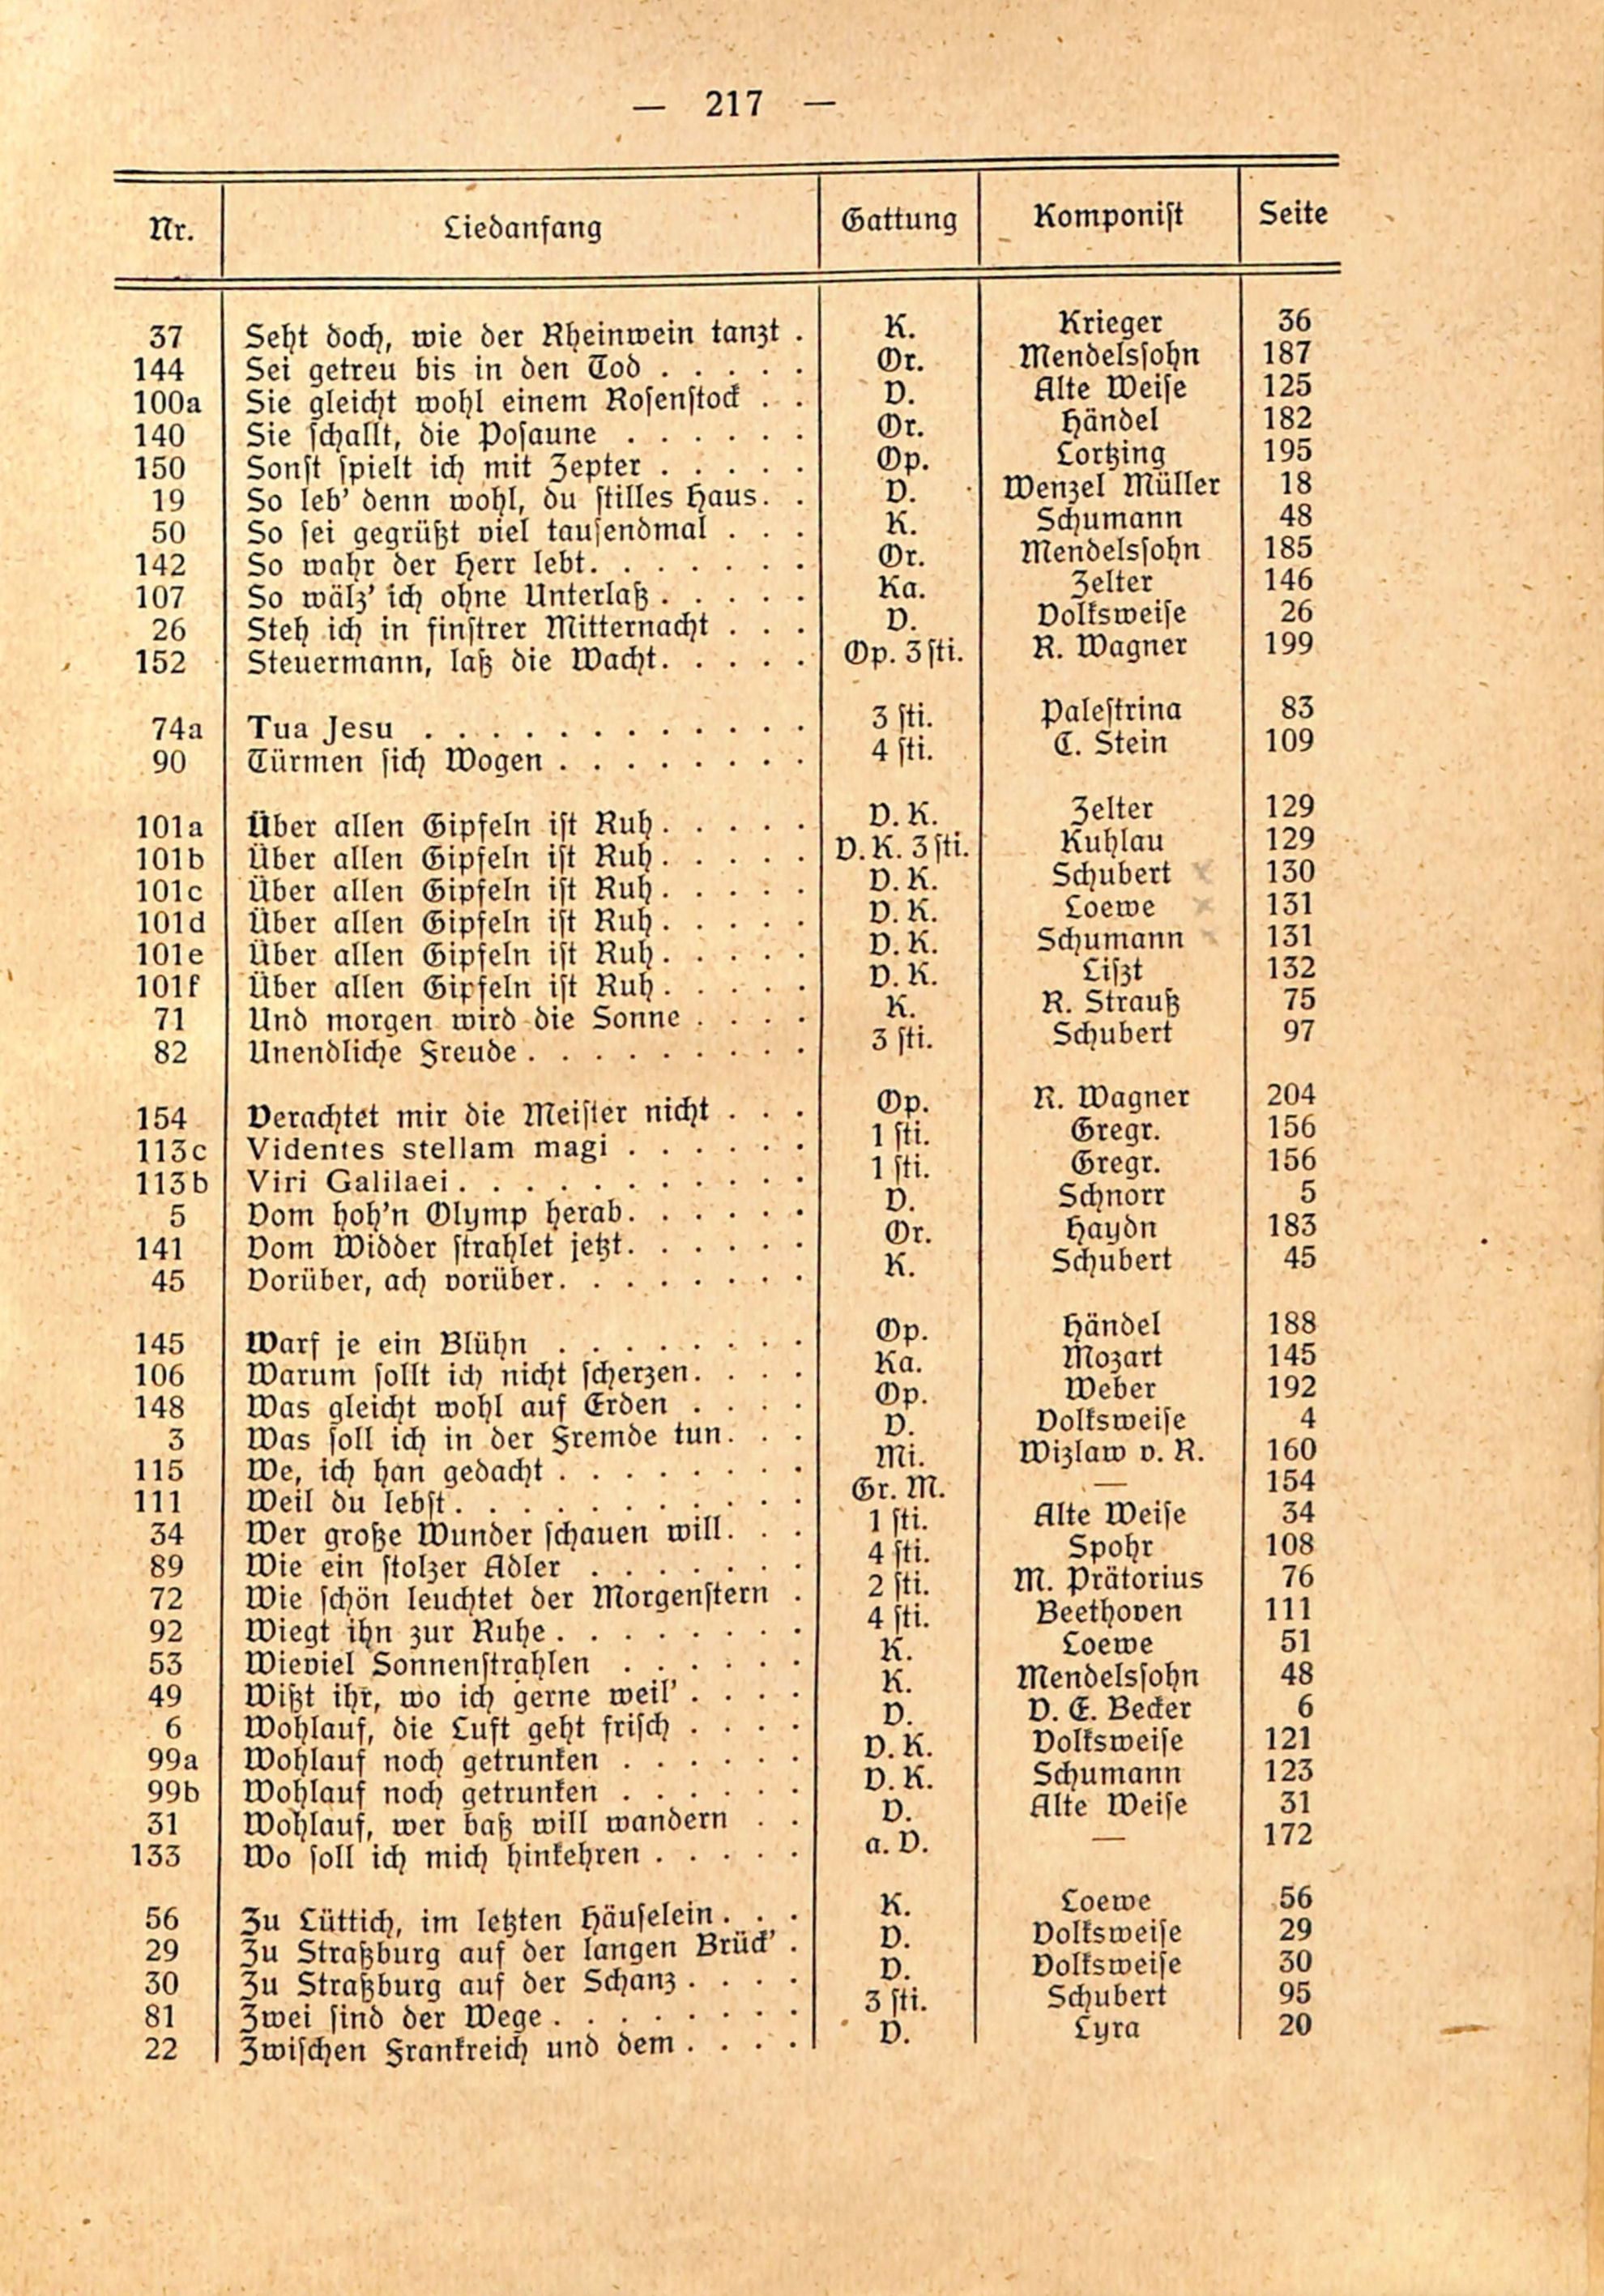 — 217 —
Nr. Liedanfang Gattung Komponist Seite
37 Seht doch, wie der Rheinwein tanzt . K. Krieger 36
144 Sei getreu bis in den Tod . . . . . Or. Mendelssohn 187
100a Sie gleicht wohl einem Rosenstock . . V. Alte Weise 125
140 Sie schallt, die Posaune . . . . . . Or. Händel 182
150 Sonst spielt ich mit Zepter . . . . . Op. Lortzing 195
19 So leb' denn wohl, du stilles Haus. . V. Wenzel Müller 18
50 So sei gegrüßt viel tausendmal . . . K. Schumann 48
142 So wahr der Herr lebt. . . . . . . Or. Mendelssohn 185
107 So wälz' ich ohne Unterlaß . . . . . Ka. Zelter 146
26 Steh ich in finstrer Mitternacht . . . V. Volksweise 26
152 Steuermann, laß die Wacht. . . . . Op. 3 sti. R. Wagner 199
74a Tua Jesu . . . . . . . . . . . . 3 sti. Palestrina 83
90 Türmen sich Wogen . . . . . . . . 4 sti. C. Stein 109
101a Über allen Gipfeln ist Ruh. . . . . V. K. Zelter 129
101b Über allen Gipfeln ist Ruh. . . . . V. K. 3 sti. Kuhlau 129
101c Über allen Gipfeln ist Ruh. . . . . V. K. Schubert 130
101d Über allen Gipfeln ist Ruh. . . . . V. K. Loewe 131
101e Über allen Gipfeln ist Ruh. . . . . V. K. Schumann 131
101f Über allen Gipfeln ist Ruh. . . . . V. K. Liszt 132
71 Und morgen wird die Sonne . . . . K. R. Strauß 75
82 Unendliche Freude . . . . . . . . . 3 sti. Schubert 97
154 Verachtet mir die Meister nicht . . . Op. R. Wagner 204
113c Videntes stellam magi . . . . . . 1 sti. Gregr. 156
113b Viri Galilaei . . . . . . . . . . . 1 sti. Gregr. 156
5 Vom hoh'n Olymp herab. . . . . . V. Schnorr 5
141 Vom Widder strahlet jetzt. . . . . . Or. Haydn 183
45 Vorüber, ach vorüber. . . . . . . . K. Schubert 45
145 Warf je ein Blühn . . . . . . . . Op. Händel 188
106 Warum sollt ich nicht scherzen. . . . Ka. Mozart 145
148 Was gleicht wohl auf Erden . . . . Op. Weber 192
3 Was soll ich in der Fremde tun. . . V. Volksweise 4
115 We, ich han gedacht . . . . . . . . Mi. Wizlaw v. R. 160
111 Weil du lebst . . . . . . . . . . . Gr. M. — 154
34 Wer große Wunder schauen will. . . 1 sti. Alte Weise 34
89 Wie ein stolzer Adler . . . . . . . 4 sti. Spohr 108
72 Wie schön leuchtet der Morgenstern . 2 sti. M. Prätorius 76
92 Wiegt ihn zur Ruhe . . . . . . . . 4 sti. Beethoven 111
53 Wieviel Sonnenstrahlen . . . . . . K. Loewe 51
49 Wißt ihr, wo ich gerne weil' . . . . K. Mendelssohn 48
6 Wohlauf, die Luft geht frisch . . . . V. V. E. Becker 6
99a Wohlauf noch getrunken . . . . . . V. K. Volksweise 121
99b Wohlauf noch getrunken . . . . . . V. K. Schumann 123
31 Wohlauf, wer baß will wandern . . V. Alte Weise 31
133 Wo soll ich mich hinkehren . . . . . a. V. — 172
56 Zu Lüttich, im letzten Häuselein . . . K. Loewe 56
29 Zu Straßburg auf der langen Brück' . V. Volksweise 29
30 Zu Straßburg auf der Schanz . . . . V. Volksweise 30
81 Zwei sind der Wege . . . . . . . . 3 sti. Schubert 95
22 Zwischen Frankreich und dem . . . . V. Lyra 20